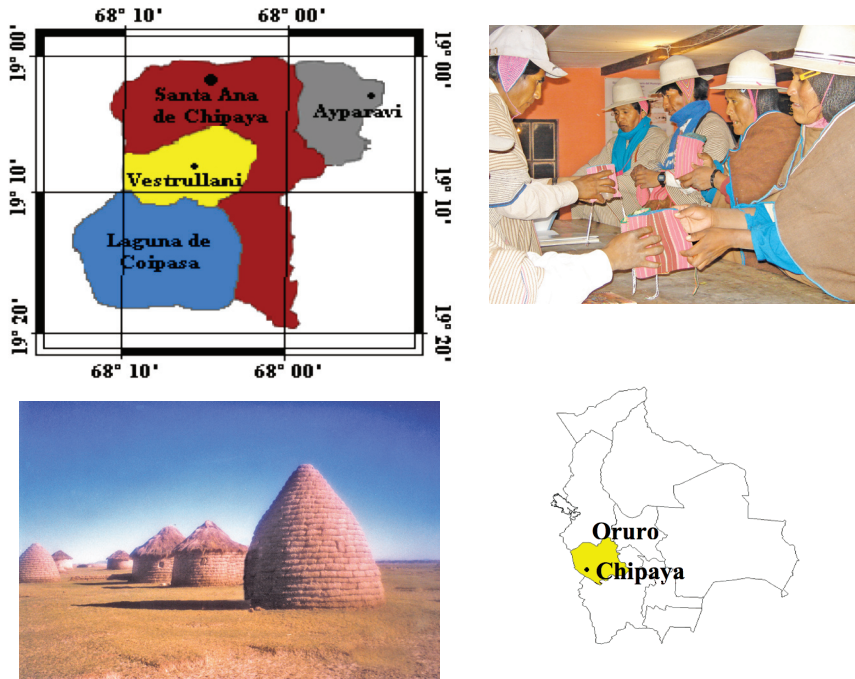 68° 10'
68° 00'
19° 00'
19° 00'
Santa Ana
de Chipaya
Ayparavi
Vestrullani
19° 10'
19° 10'
Laguna de
Coipasa
19° 20'
19° 20'
68° 10'
68° 00'
Oruro
Chipaya